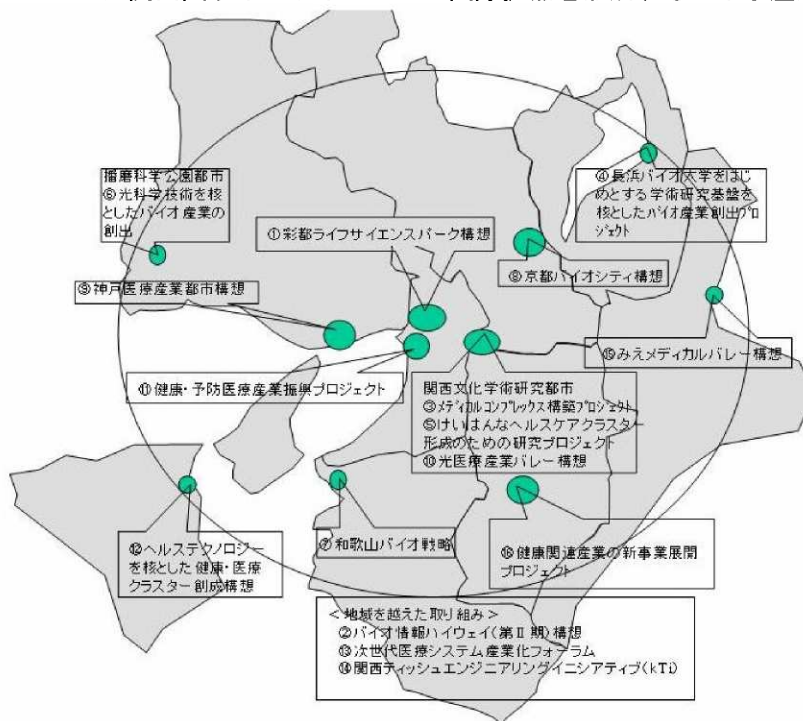 播磨科学公園都市
⑥光科学技術を核
としたバイオ産業の
創出
①彩都ライフサイエンスパーク構想
④長浜バイオ大学をはじ
めとする学術研究基盤を
核としたバイオ産業創出プロ
ジェクト
⑧京都バイオシティ構想
⑨神戸医療産業都市構想
⑮みえメディカルバレー構想
⑪健康・予防医療産業振興プロジェクト
関西文化学術研究都市
③メディカルコンプレックス構築プロジェクト
⑤けいはんなヘルスケアクラスター
形成のための研究プロジェクト
⑩光医療産業バレー構想
⑫ヘルステクノロジー
を核とした健康・医療
クラスター創成構想
⑦和歌山バイオ戦略
⑯健康関連産業の新事業展開
プロジェクト
<地域を越えた取り組み>
②バイオ情報ハイウェイ(第Ⅱ期)構想
⑬次世代医療システム産業化フォーラム
⑭関西ティッシュエンジニアリングイニシアティブ(kTi)